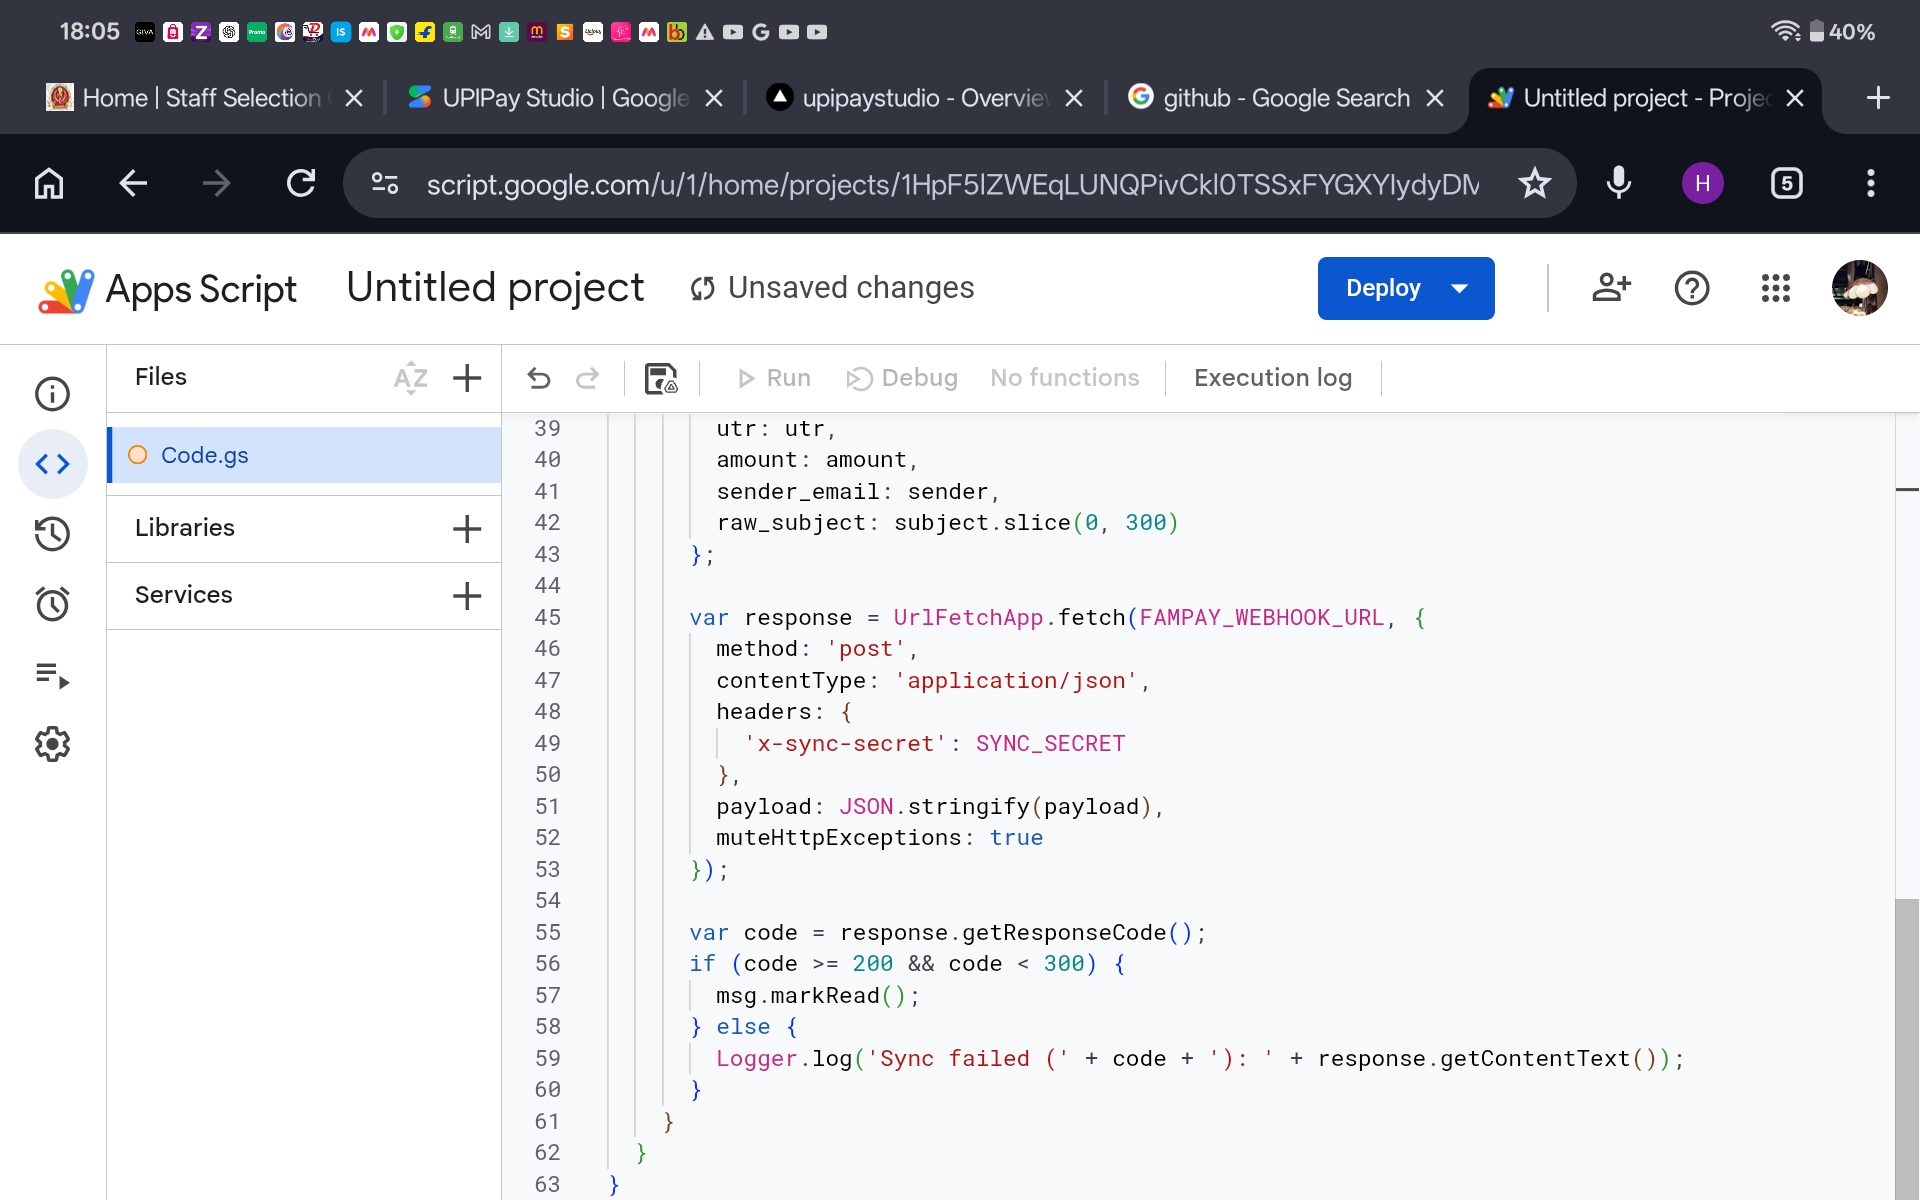 18:05
40%
Home | Staff Selection
UPIPay Studio | Google
upipaystudio - Overview
github - Google Search
Untitled project - Projec
script.google.com/u/1/home/projects/1HpF5lZWEqLUNQPivCkl0TSSxFYGXYlydyDM
H
5
Apps Script
Untitled project
Unsaved changes
Deploy
Files
AZ
Run
Debug
No functions
Execution log
Code.gs
Libraries
Services
39 utr: utr,
40 amount: amount,
41 sender_email: sender,
42 raw_subject: subject.slice(0, 300)
43 };
44
45 var response = UrlFetchApp.fetch(FAMPAY_WEBHOOK_URL, {
46 method: 'post',
47 contentType: 'application/json',
48 headers: {
49 'x-sync-secret': SYNC_SECRET
50 },
51 payload: JSON.stringify(payload),
52 muteHttpExceptions: true
53 });
54
55 var code = response.getResponseCode();
56 if (code >= 200 && code < 300) {
57 msg.markRead();
58 } else {
59 Logger.log('Sync failed (' + code + '): ' + response.getContentText());
60 }
61 }
62 }
63 }